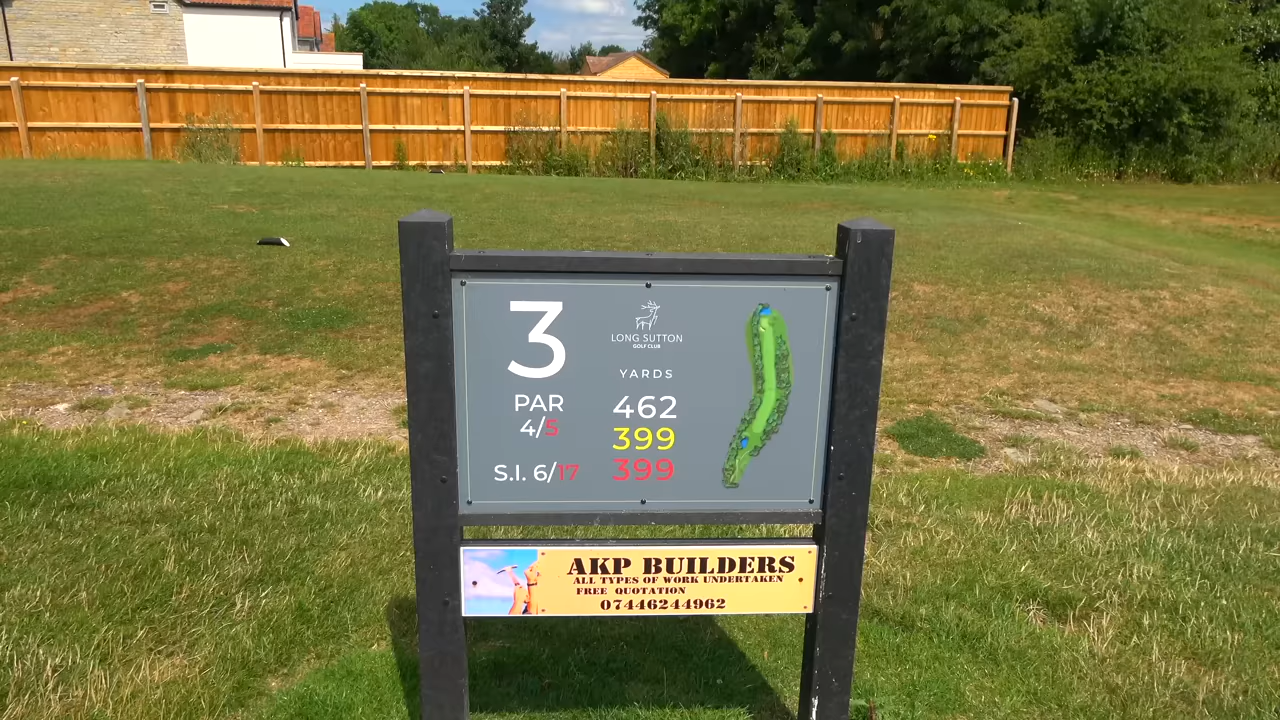 3
PAR
4/5
S.I. 6/17
LONG SUTTON
GOLF CLUB
YARDS
462
399
399
AKP BUILDERS
ALL TYPES OF WORK UNDERTAKEN
FREE QUOTATION
07446244962